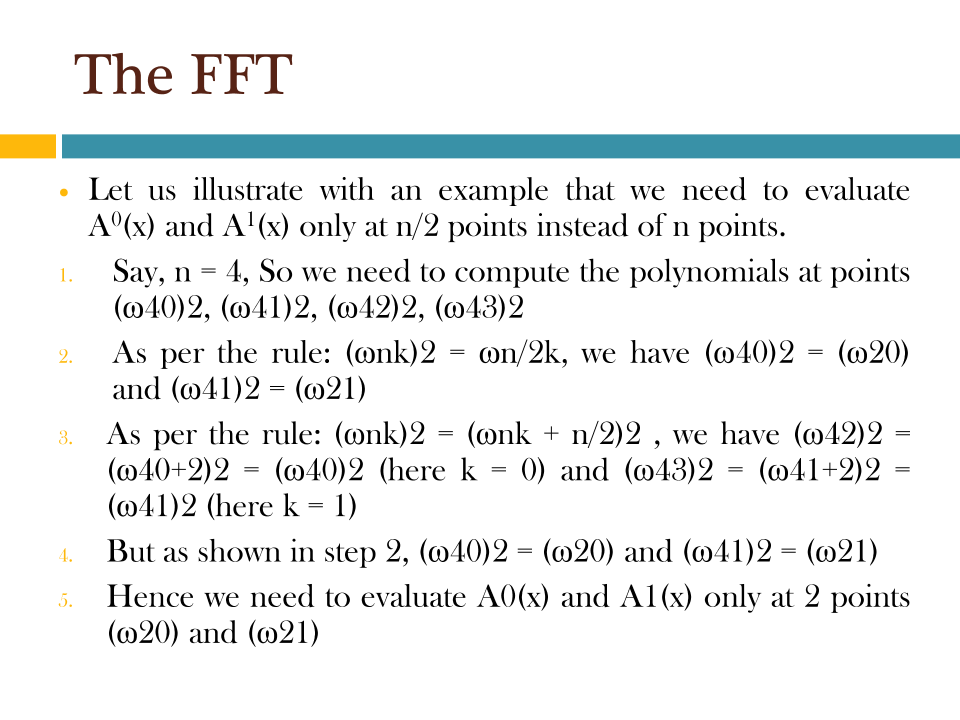 The FFT
• Let us illustrate with an example that we need to evaluate
A⁰(x) and A¹(x) only at n/2 points instead of n points.
1. Say, n = 4, So we need to compute the polynomials at points
(ω40)2, (ω41)2, (ω42)2, (ω43)2
2. As per the rule: (ωnk)2 = ωn/2k, we have (ω40)2 = (ω20)
and (ω41)2 = (ω21)
3. As per the rule: (ωnk)2 = (ωnk + n/2)2 , we have (ω42)2 =
(ω40+2)2 = (ω40)2 (here k = 0) and (ω43)2 = (ω41+2)2 =
(ω41)2 (here k = 1)
4. But as shown in step 2, (ω40)2 = (ω20) and (ω41)2 = (ω21)
5. Hence we need to evaluate A0(x) and A1(x) only at 2 points
(ω20) and (ω21)